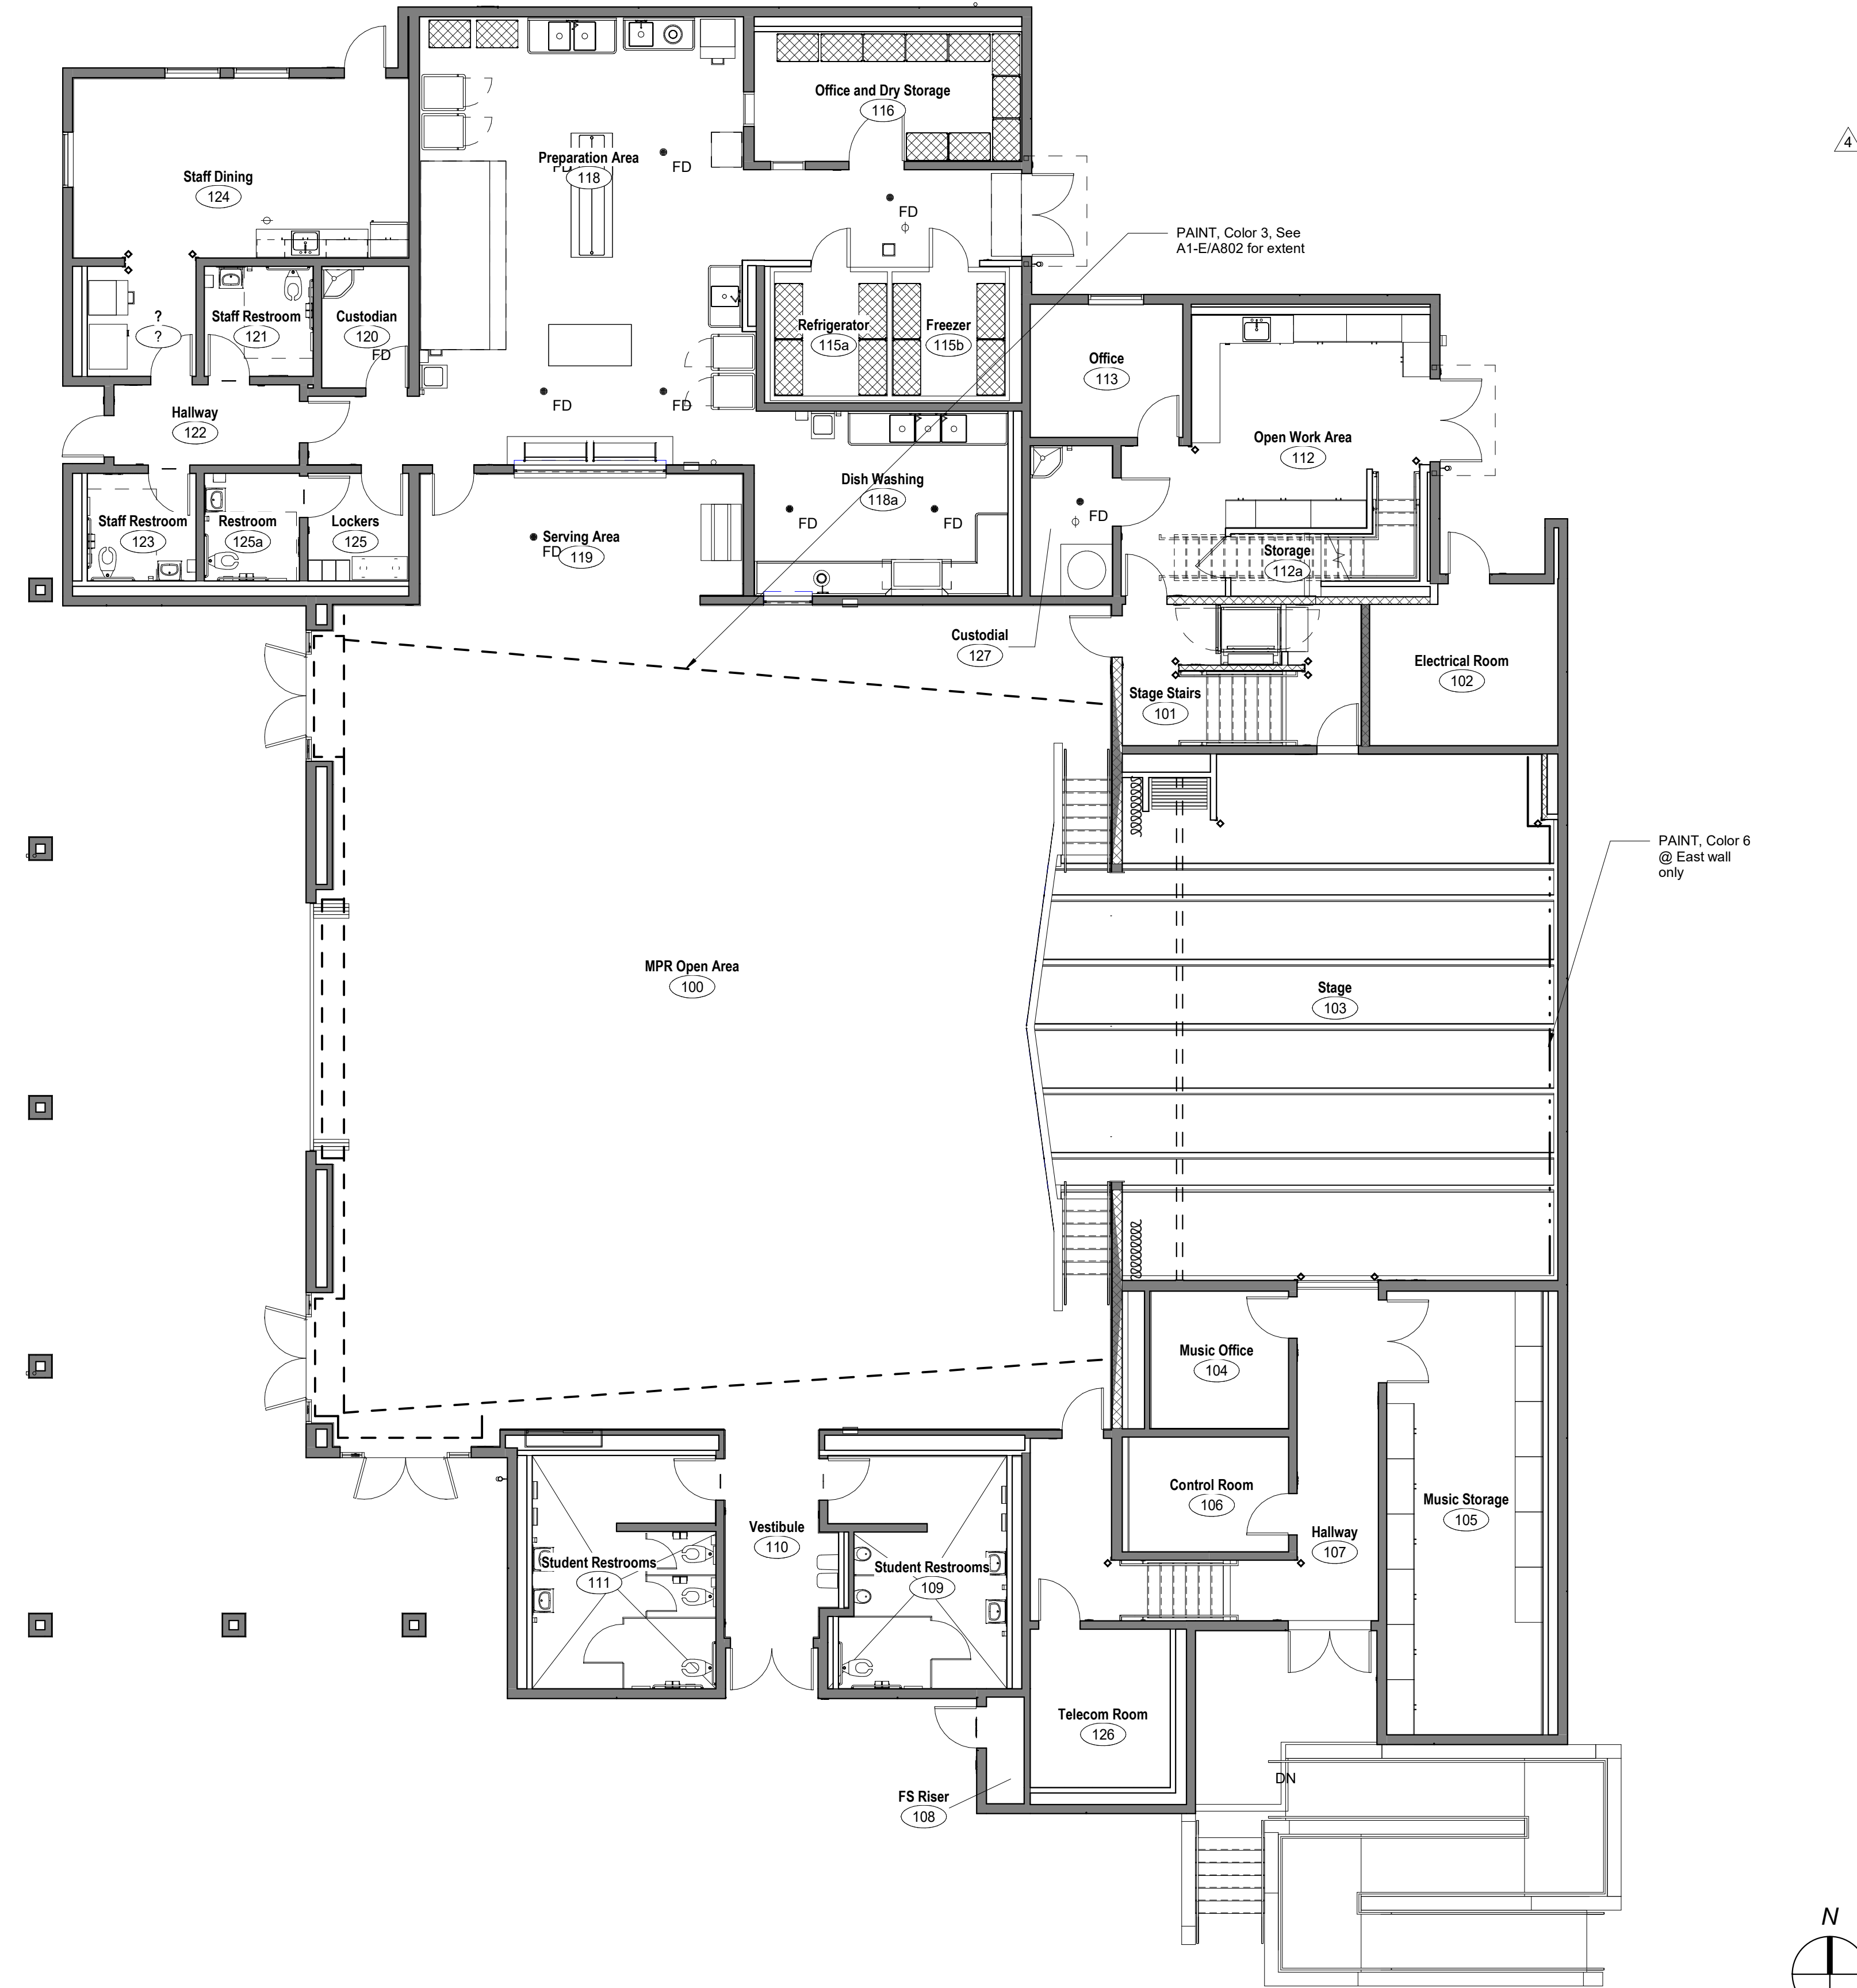 Office and Dry Storage
116
4
Preparation Area
FD
118
FD
Staff Dining
124
FD
PAINT, Color 3, See
A1-E/A802 for extent
?
?
Staff Restroom
121
Custodian
120
FD
Refrigerator
115a
Freezer
115b
Office
113
FD
FD
Hallway
122
Open Work Area
112
Dish Washing
118a
FD
FD
FD
Staff Restroom
123
Restroom
125a
Lockers
125
Serving Area
FD
119
Storage
112a
Custodial
127
Electrical Room
102
Stage Stairs
101
PAINT, Color 6
@ East wall
only
MPR Open Area
100
Stage
103
Music Office
104
Control Room
106
Music Storage
105
Vestibule
110
Hallway
107
Student Restrooms
111
Student Restrooms
109
Telecom Room
126
DN
FS Riser
108
N